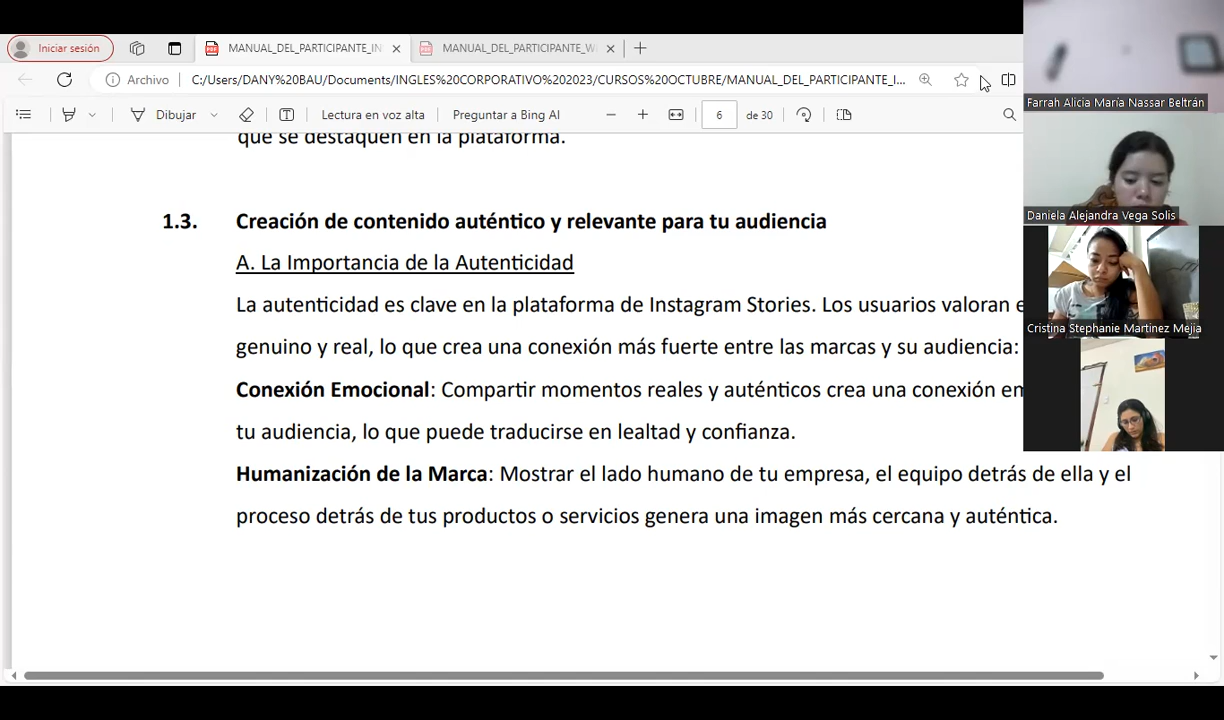 Iniciar sesión
MANUAL_DEL_PARTICIPANTE_IN
MANUAL_DEL_PARTICIPANTE_W
Archivo
C:/Users/DANY%20BAU/Documents/INGLES%20CORPORATIVO%202023/CURSOS%20OCTUBRE/MANUAL_DEL_PARTICIPANTE_I...
Dibujar
Lectura en voz alta
Preguntar a Bing AI
6
de 30
que se destaquen en la plataforma.
1.3. Creación de contenido auténtico y relevante para tu audiencia
A. La Importancia de la Autenticidad
La autenticidad es clave en la plataforma de Instagram Stories. Los usuarios valoran
genuino y real, lo que crea una conexión más fuerte entre las marcas y su audiencia:
Conexión Emocional: Compartir momentos reales y auténticos crea una conexión em
tu audiencia, lo que puede traducirse en lealtad y confianza.
Humanización de la Marca: Mostrar el lado humano de tu empresa, el equipo detrás de ella y el
proceso detrás de tus productos o servicios genera una imagen más cercana y auténtica.
Farrah Alicia María Nassar Beltrán
Daniela Alejandra Vega Solis
Cristina Stephanie Martinez Mejia